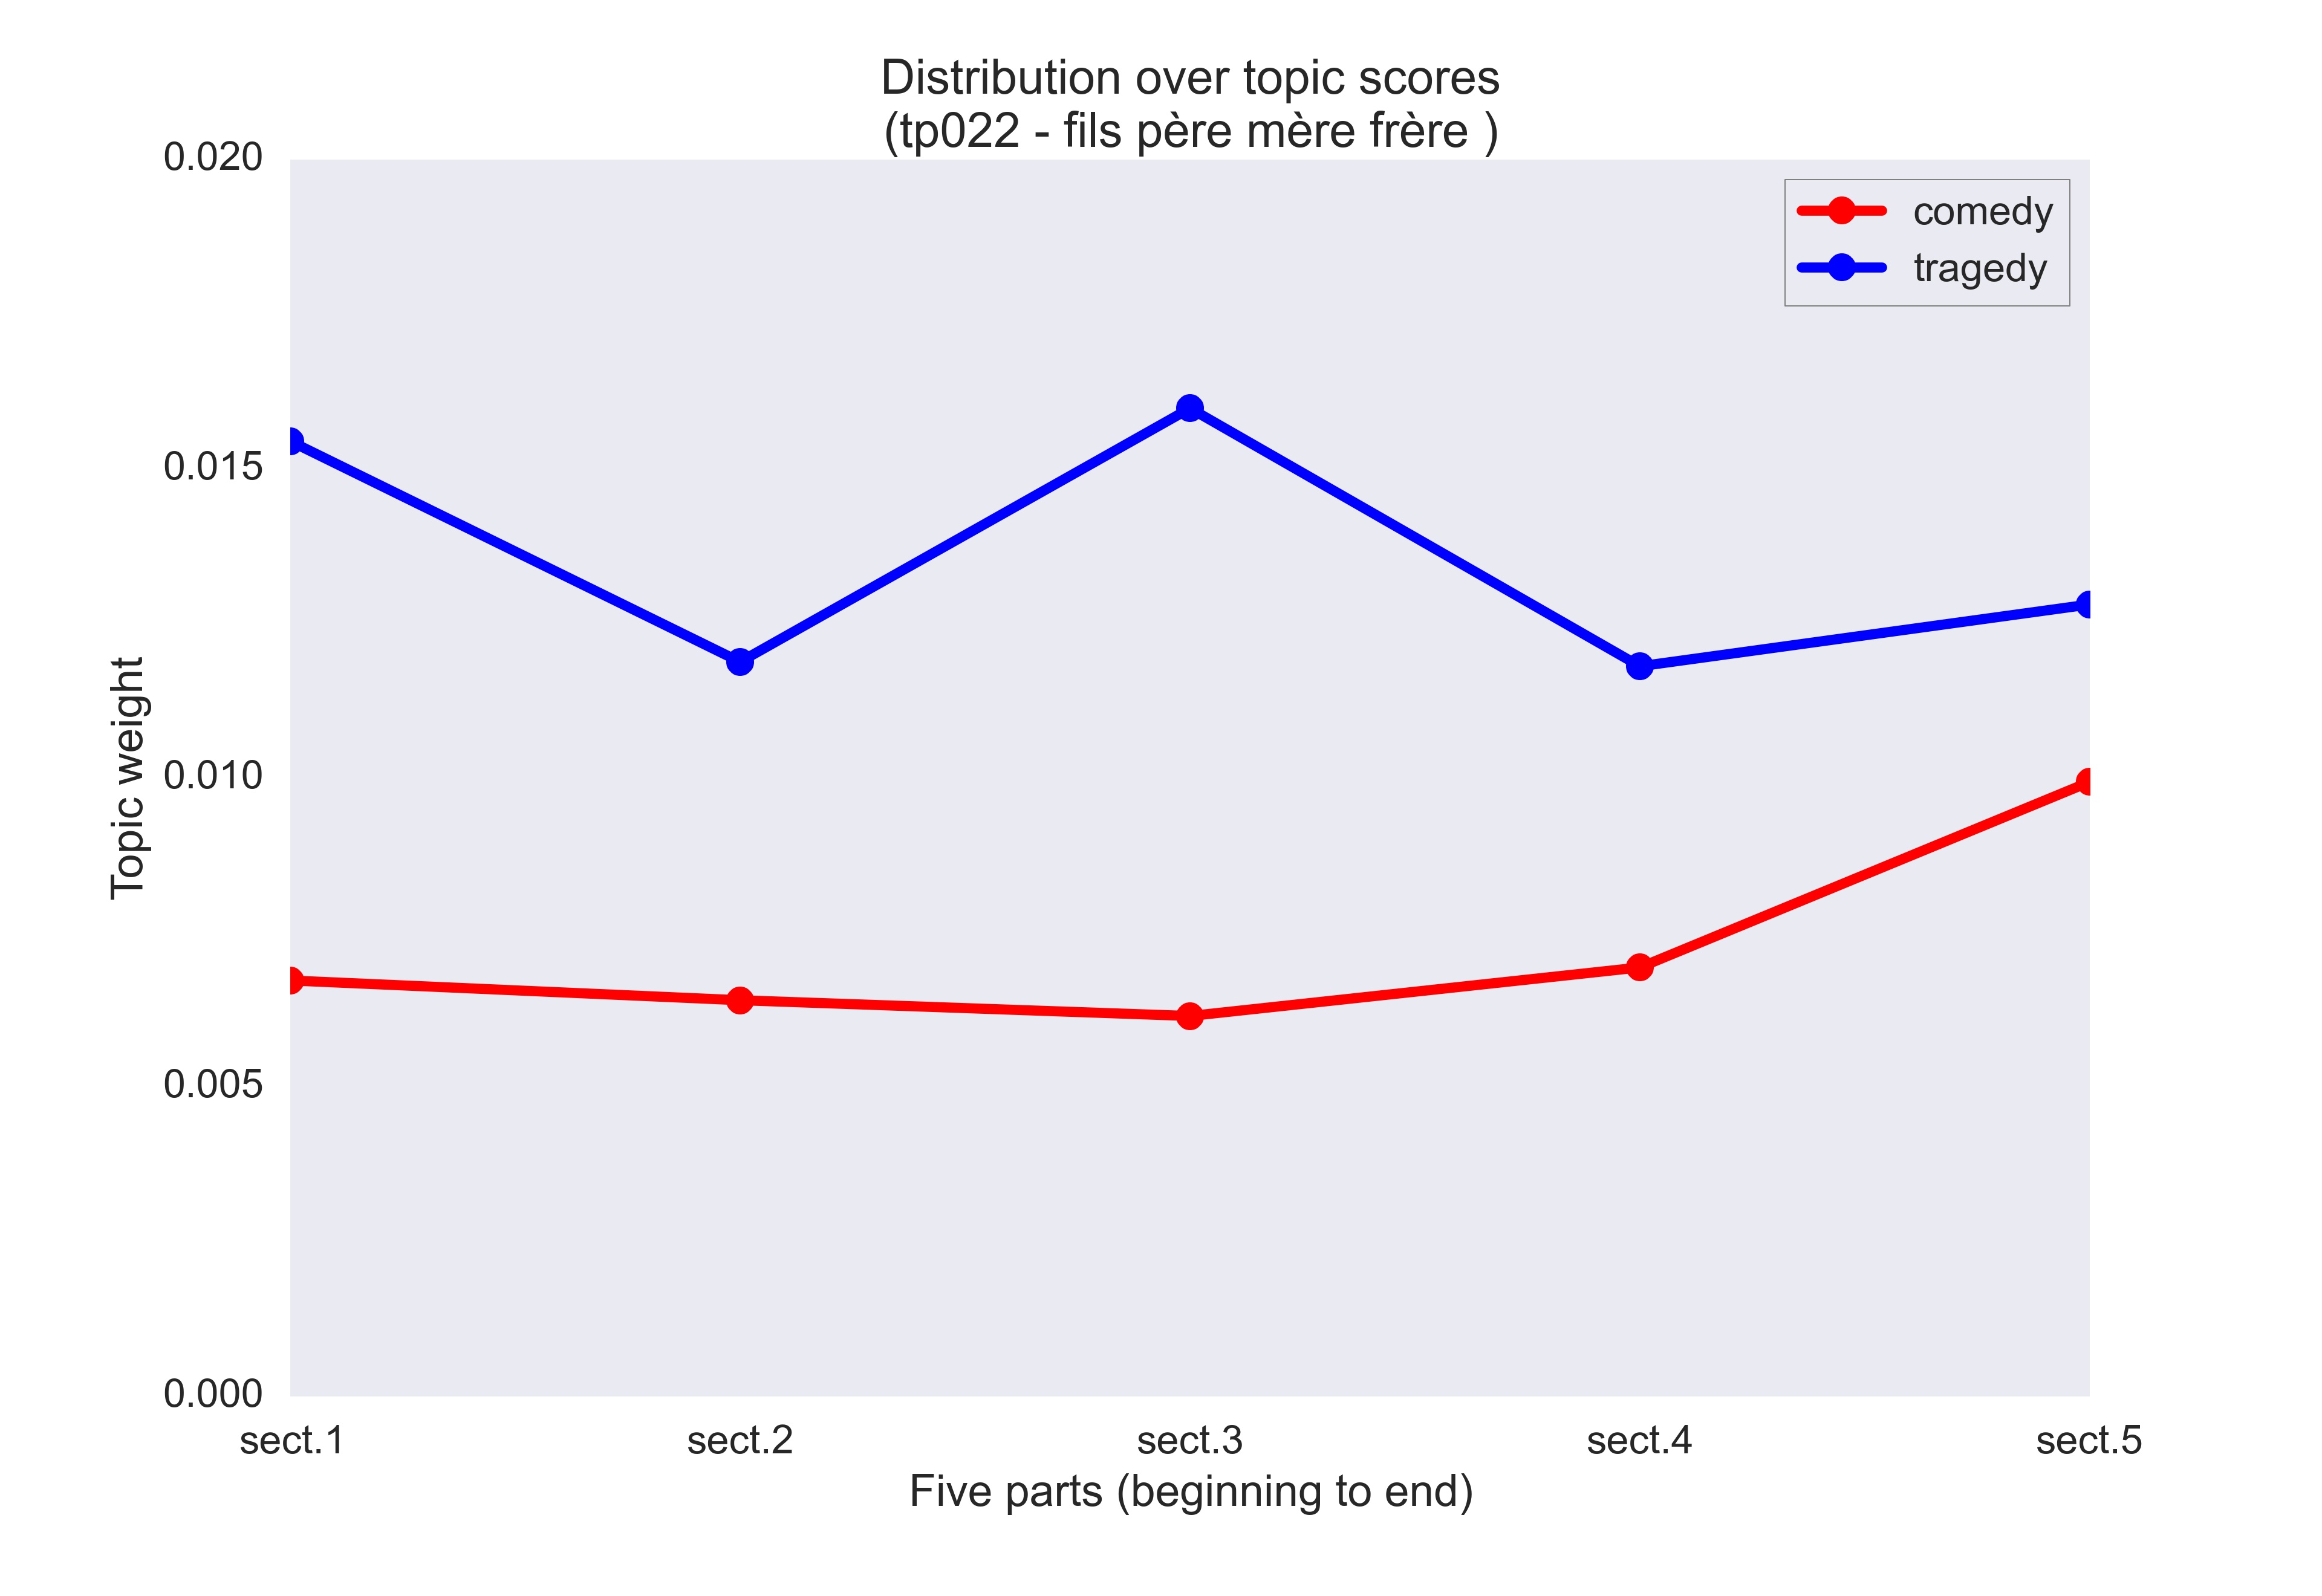 Distribution over topic scores
(tp022 - fils père mère frère )
0.020
0.015
0.010
0.005
0.000
Topic weight
comedy
tragedy
sect.1
sect.2
sect.3
sect.4
sect.5
Five parts (beginning to end)